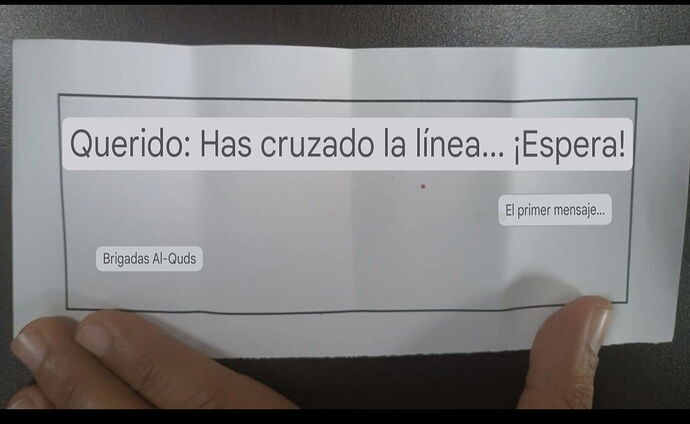 Querido: Has cruzado la línea... ¡Espera!
El primer mensaje...
Brigadas Al-Quds